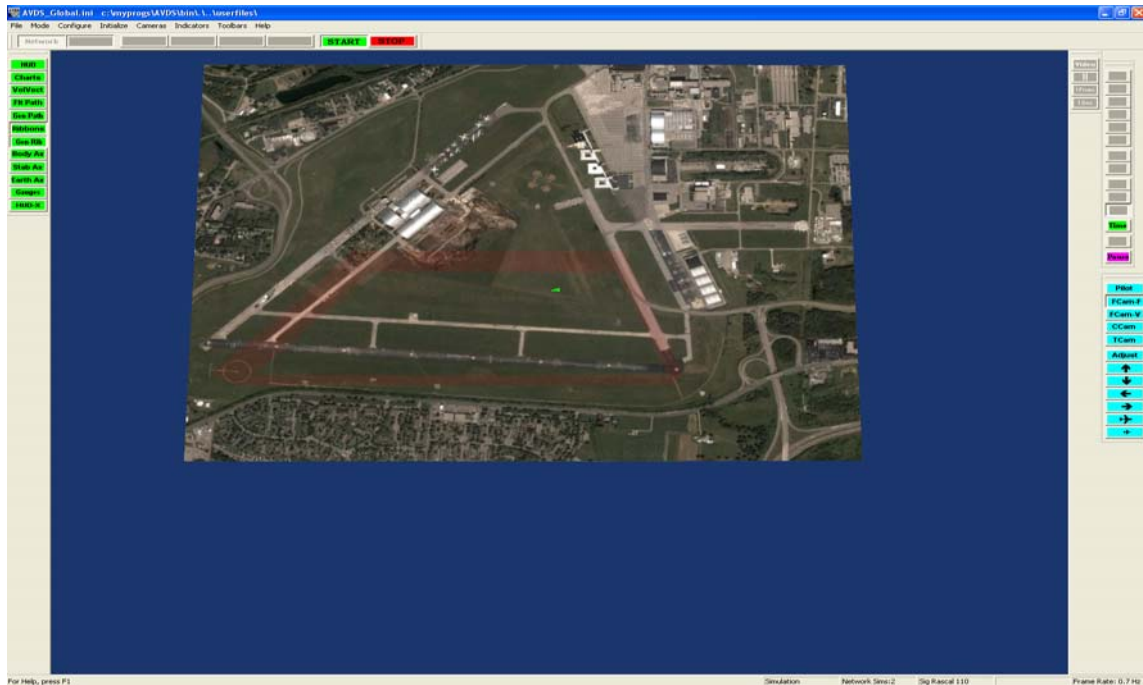 AVDS_Global.ini c:\myprogs\AVDS\bin\.\..\userfiles\
File Mode Configure Initialize Cameras Indicators Toolbars Help
Network START STOP
HUD
Charts
VelVect
Flt Path
Geo Path
Ribbons
Geo Rib
Body Ax
Stab Ax
Earth Ax
Gauges
HUD-X
Video
Time
Pause
Pilot
FCam-F
FCam-V
CCam
TCam
Adjust
For Help, press F1 Simulation Network Sims:2 Sig Rascal 110 Frame Rate: 0.7 Hz